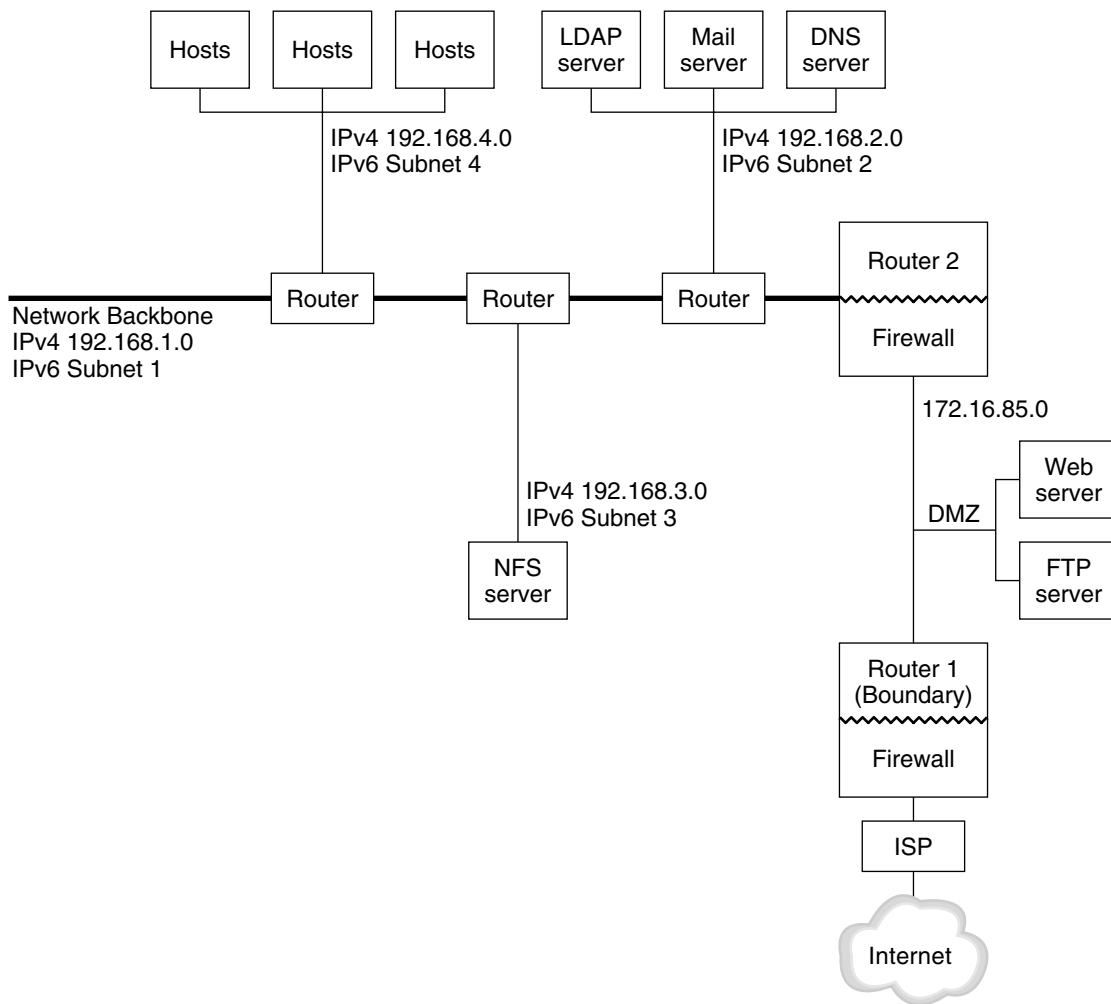 Hosts
Hosts
Hosts
LDAP
server
Mail
server
DNS
server
IPv4 192.168.4.0
IPv6 Subnet 4
IPv4 192.168.2.0
IPv6 Subnet 2
Router
Router
Router
Router 2
Firewall
Network Backbone
IPv4 192.168.1.0
IPv6 Subnet 1
172.16.85.0
IPv4 192.168.3.0
IPv6 Subnet 3
NFS
server
DMZ
Web
server
FTP
server
Router 1
(Boundary)
Firewall
ISP
Internet